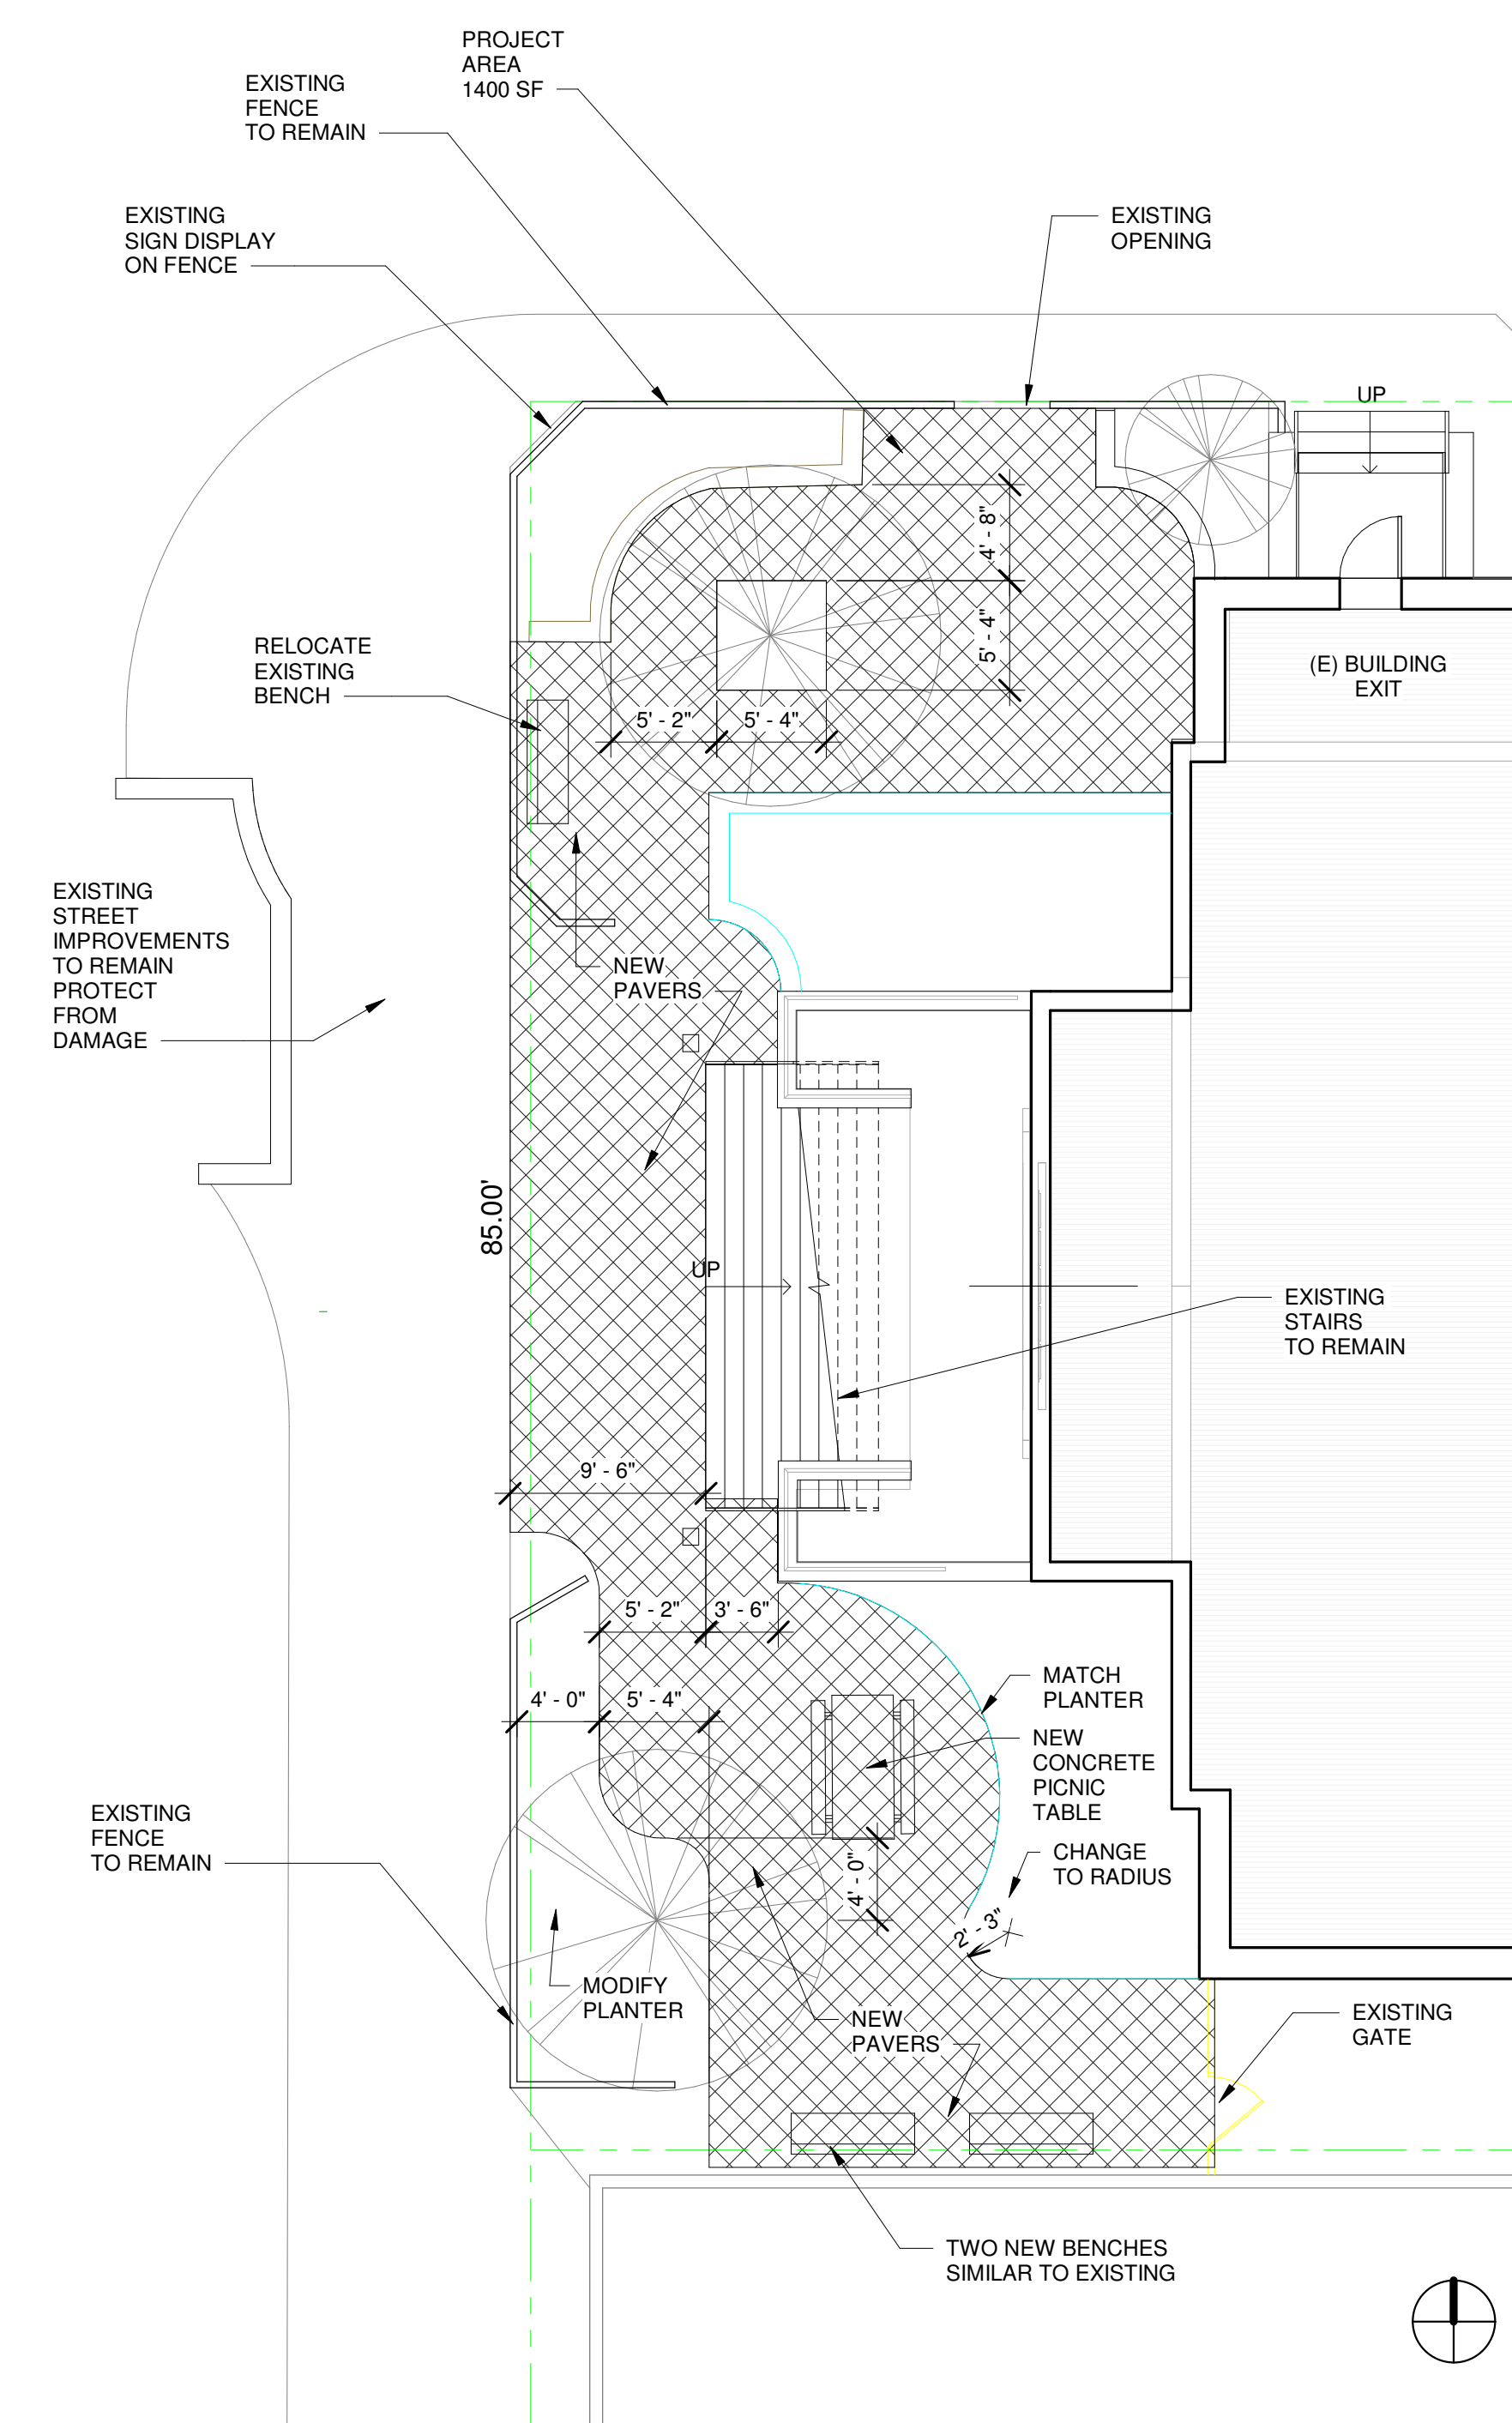 PROJECT
AREA
1400 SF
EXISTING
FENCE
TO REMAIN
EXISTING
SIGN DISPLAY
ON FENCE
EXISTING
OPENING
UP
4' - 8"
5' - 4"
(E) BUILDING
EXIT
RELOCATE
EXISTING
BENCH
5' - 2"
5' - 4"
EXISTING
STREET
IMPROVEMENTS
TO REMAIN
PROTECT
FROM
DAMAGE
NEW
PAVERS
85.00'
UP
EXISTING
STAIRS
TO REMAIN
9' - 6"
5' - 2"
3' - 6"
4' - 0"
5' - 4"
MATCH
PLANTER
NEW
CONCRETE
PICNIC
TABLE
EXISTING
FENCE
TO REMAIN
CHANGE
TO RADIUS
4' - 0"
2' - 3"
MODIFY
PLANTER
NEW
PAVERS
EXISTING
GATE
TWO NEW BENCHES
SIMILAR TO EXISTING